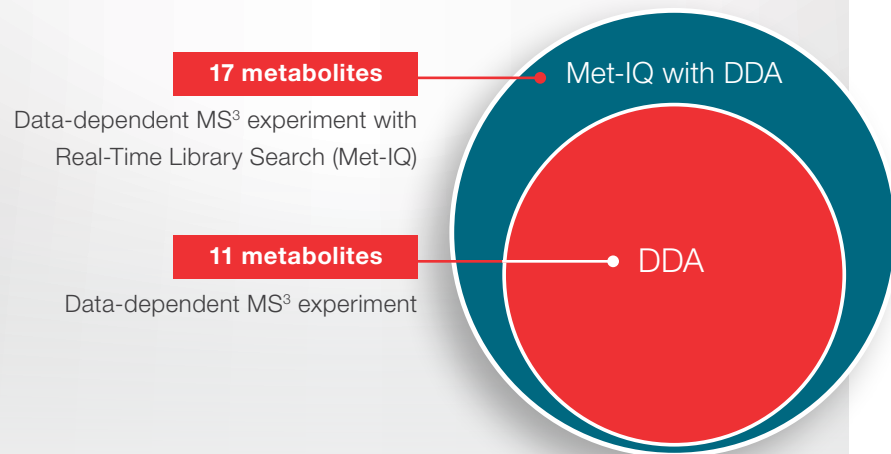 17 metabolites
Data-dependent MS³ experiment with
Real-Time Library Search (Met-IQ)
11 metabolites
Data-dependent MS³ experiment
Met-IQ with DDA
DDA